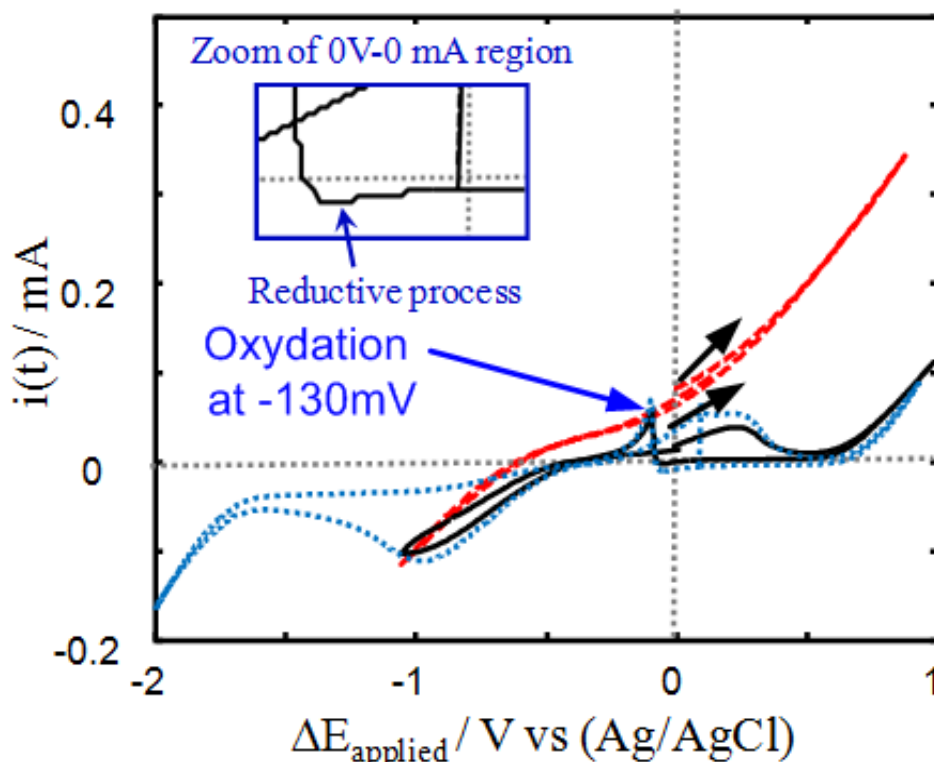 Zoom of 0V-0 mA region
Reductive process
Oxydation
at -130mV
0.4
0.2
0
-0.2
i(t) / mA
-2
-1
0
1
ΔE_applied / V vs (Ag/AgCl)